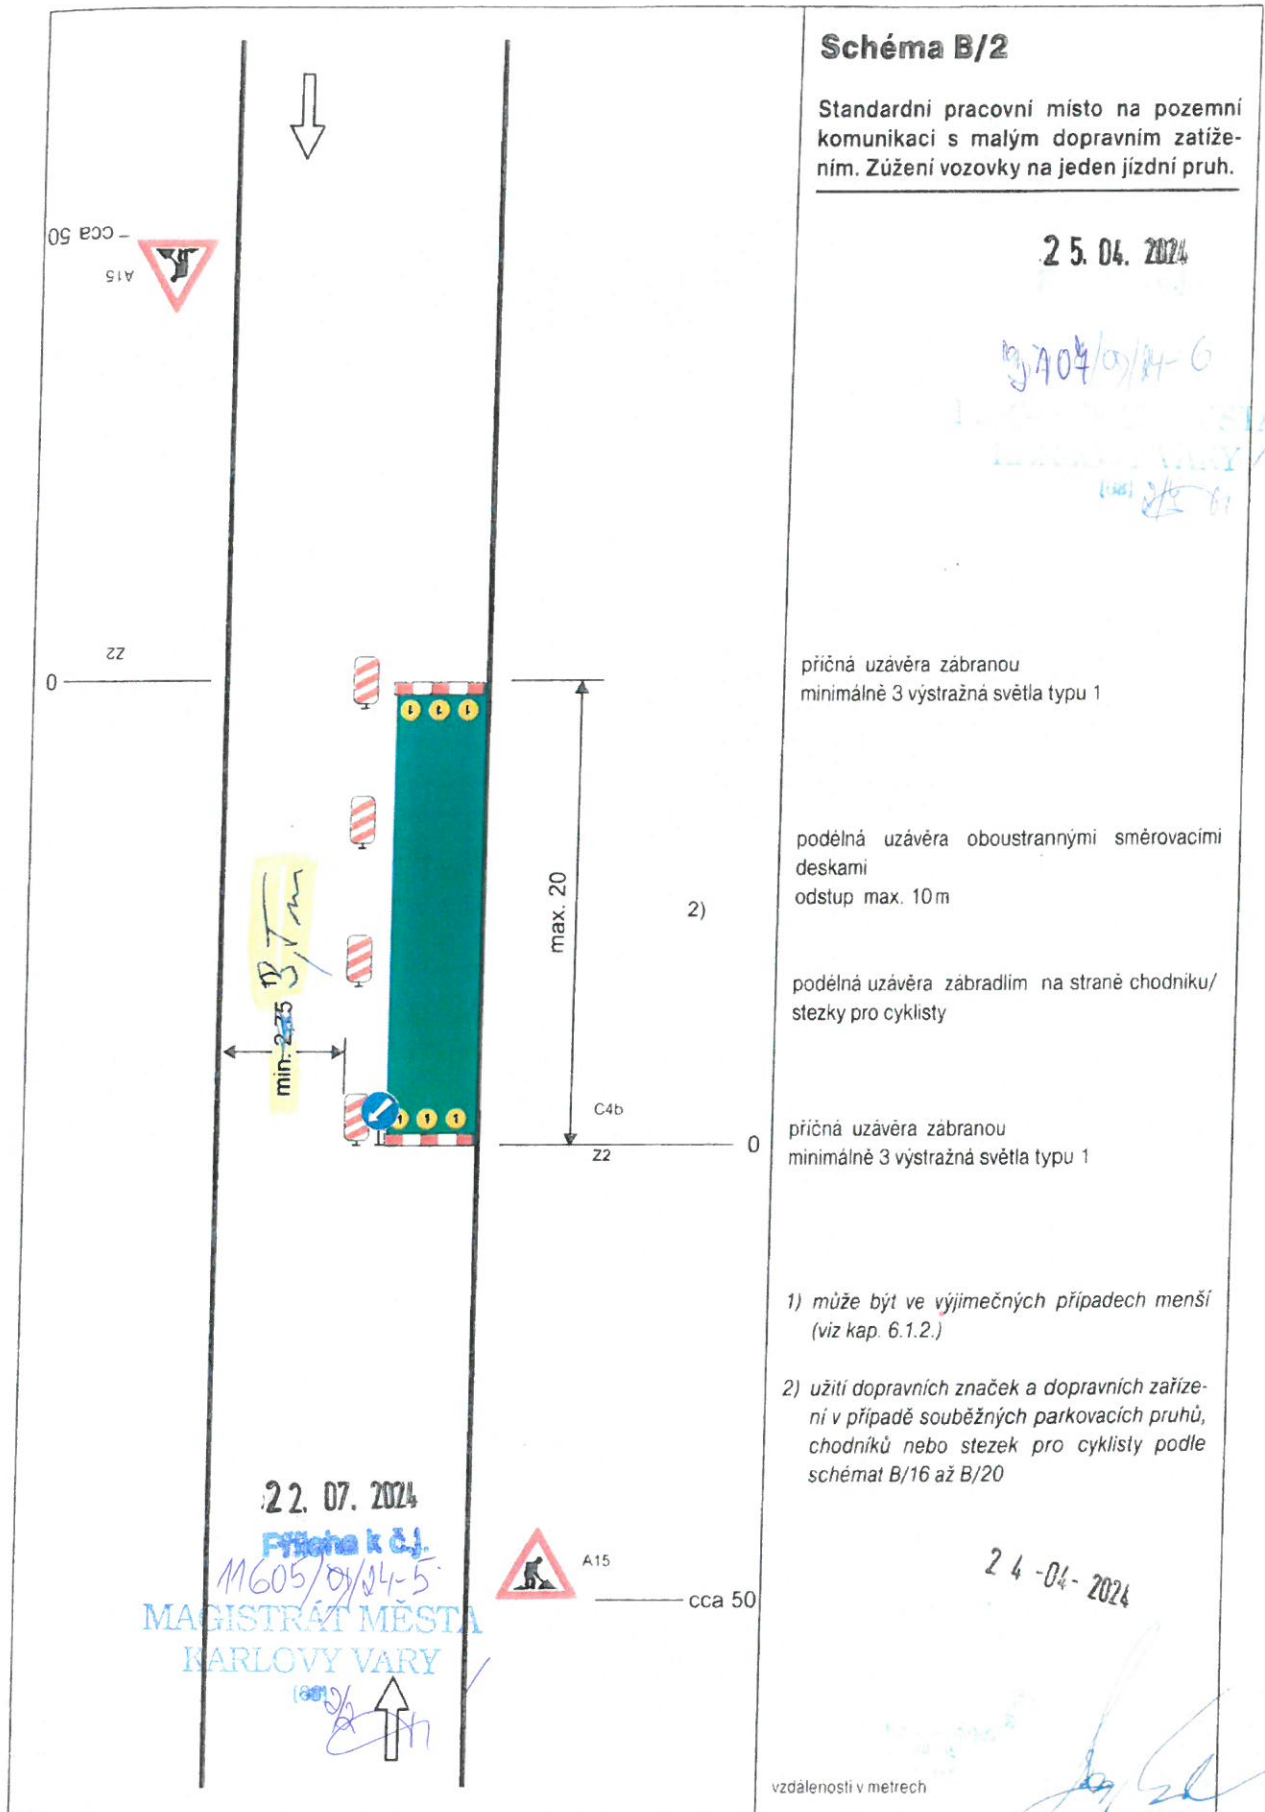 Schéma B/2
Standardní pracovní místo na pozemní
komunikaci s malým dopravním zatíže-
ním. Zúžení vozovky na jeden jízdní pruh.
25. 04. 2024
cca 50
A15
Z2
0
příčná uzávěra zábranou
minimálně 3 výstražná světla typu 1
1 1 1
podélná uzávěra oboustrannými směrovacími
deskami
odstup max. 10 m
max. 20
2)
min. 2,75
podélná uzávěra zábradlím na straně chodníku/
stezky pro cyklisty
1 1 1
C4b
Z2
0
příčná uzávěra zábranou
minimálně 3 výstražná světla typu 1
1) může být ve výjimečných případech menší
(viz kap. 6.1.2.)
2) užití dopravních značek a dopravních zaříze-
ní v případě souběžných parkovacích pruhů,
chodníků nebo stezek pro cyklisty podle
schémat B/16 až B/20
22. 07. 2024
Příloha k č.j.
MAGISTRÁT MĚSTA
KARLOVY VARY
A15
cca 50
24-04-2024
vzdálenosti v metrech